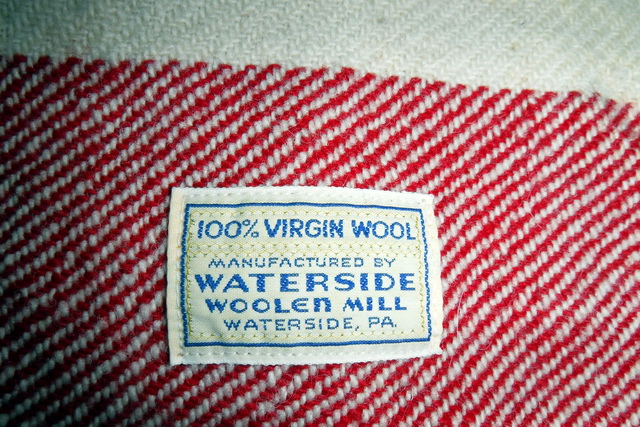 100% VIRGIN WOOL
MANUFACTURED BY
WATERSIDE
WOOLEN MILL
WATERSIDE, PA.